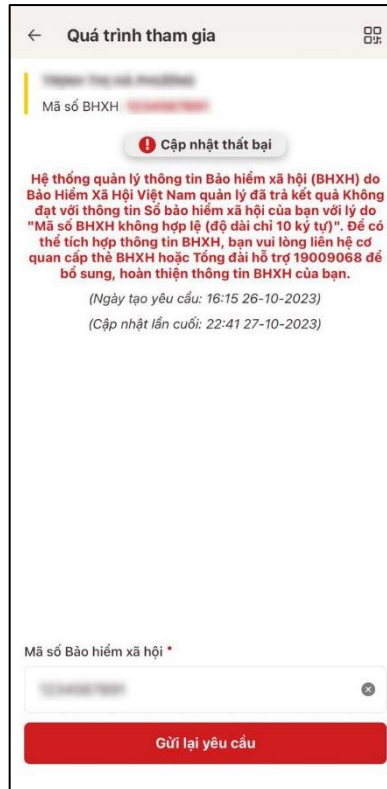 Quá trình tham gia
Mã số BHXH
Cập nhật thất bại
Hệ thống quản lý thông tin Bảo hiểm xã hội (BHXH) do
Bảo Hiểm Xã Hội Việt Nam quản lý đã trả kết quả Không
đạt với thông tin Sổ bảo hiểm xã hội của bạn với lý do
"Mã số BHXH không hợp lệ (độ dài chỉ 10 ký tự)". Để có
thể tích hợp thông tin BHXH, bạn vui lòng liên hệ cơ
quan cấp thẻ BHXH hoặc Tổng đài hỗ trợ 19009068 để
bổ sung, hoàn thiện thông tin BHXH của bạn.
(Ngày tạo yêu cầu: 16:15 26-10-2023)
(Cập nhật lần cuối: 22:41 27-10-2023)
Mã số Bảo hiểm xã hội *
Gửi lại yêu cầu